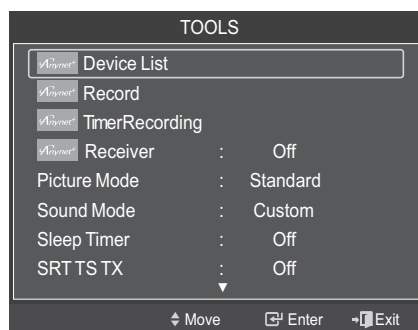 TOOLS
Anynet+ Device List
Anynet+ Record
Anynet+ TimerRecording
Anynet+ Receiver : Off
Picture Mode : Standard
Sound Mode : Custom
Sleep Timer : Off
SRT TS TX : Off
Move Enter Exit